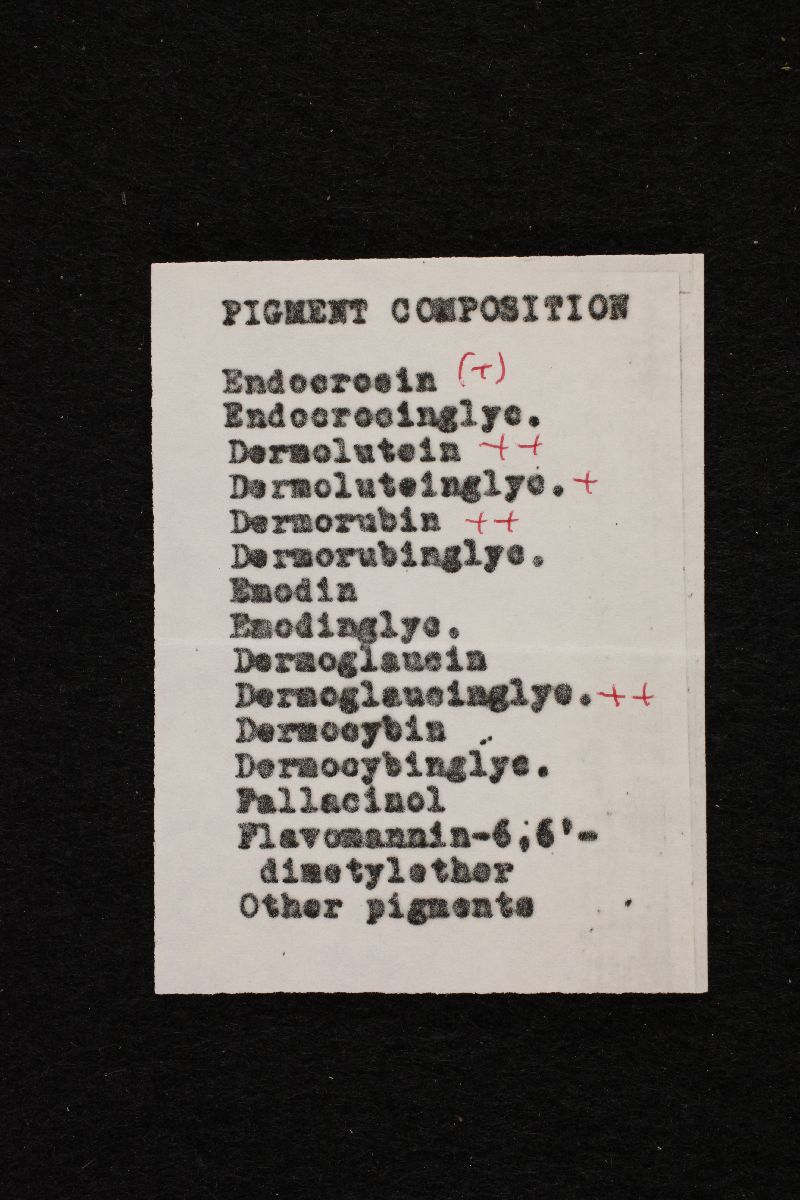 PIGMENT COMPOSITION
Endocrocin (+)
Endocrocinglyc.
Dermolutein ++
Dermoluteinglyc. +
Dermorubin ++
Dermorubinglyc.
Emodin
Emodinglyc.
Dermoglaucin
Dermoglaucinglyc. ++
Dermocybin
Dermocybinglyc.
Fallacinol
Flavomannin-6,6'-
dimetylether
Other pigments